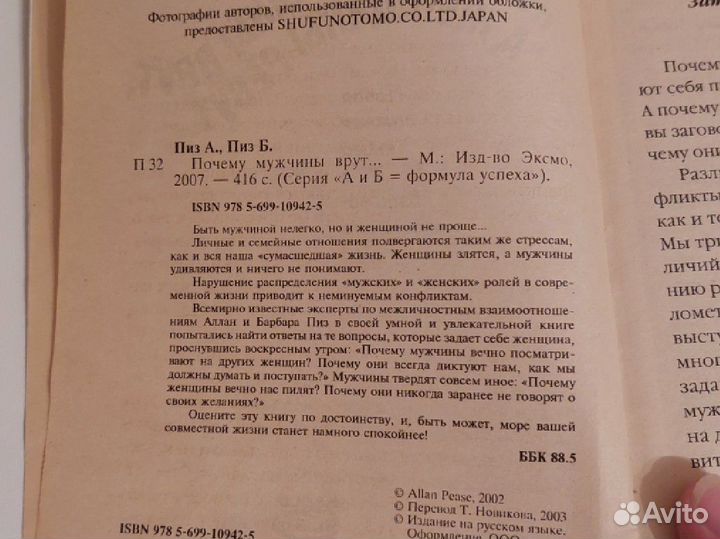 Фотографии авторов, использованные в оформлении обложки,
предоставлены SHUFUNOTOMO.CO.LTD.JAPAN
Пиз А., Пиз Б.
П 32 Почему мужчины врут... — М.: Изд-во Эксмо,
2007. — 416 с. (Серия «А и Б = формула успеха»).
ISBN 978 5-699-10942-5
Быть мужчиной нелегко, но и женщиной не проще...
Личные и семейные отношения подвергаются таким же стрессам,
как и вся наша «сумасшедшая» жизнь. Женщины злятся, а мужчины
удивляются и ничего не понимают.
Нарушение распределения «мужских» и «женских» ролей в совре-
менной жизни приводит к неминуемым конфликтам.
Всемирно известные эксперты по межличностным взаимоотноше-
ниям Аллан и Барбара Пиз в своей умной и увлекательной книге
попытались найти ответы на те вопросы, которые задает себе женщина,
проснувшись воскресным утром: «Почему мужчины вечно посматри-
вают на других женщин? Почему они всегда диктуют нам, как мы
должны думать и поступать?» Мужчины твердят совсем иное: «Почему
женщины вечно нас пилят? Почему они никогда заранее не говорят о
своих желаниях?»
Оцените эту книгу по достоинству, и, быть может, море вашей
совместной жизни станет намного спокойнее!
ББК 88.5
© Allan Pease, 2002
© Перевод Т. Новикова, 2003
© Издание на русском языке.
Оформление. ООО
ISBN 978 5-699-10942-5
Почем
ют себя п
А почему
вы загов
чему они
Разли
фликты
как и то
Мы три
личий
нию р
ломет
высту
мног
зада
муж
на д
вит
Avito